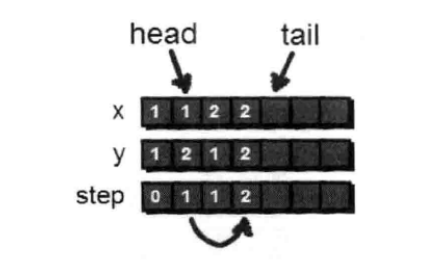 head tail
x 1 1 2 2
y 1 2 1 2
step 0 1 1 2